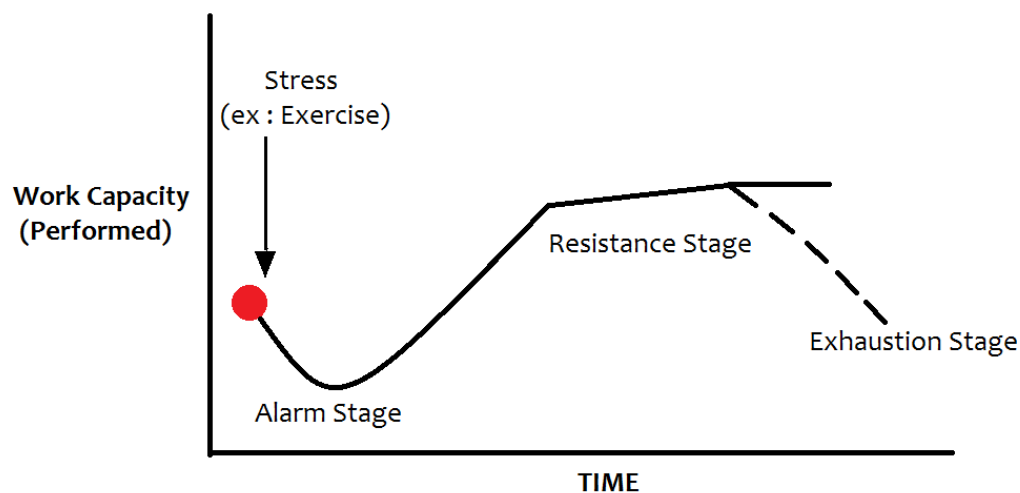 Stress
(ex : Exercise)
Work Capacity
(Performed)
Resistance Stage
Exhaustion Stage
Alarm Stage
TIME